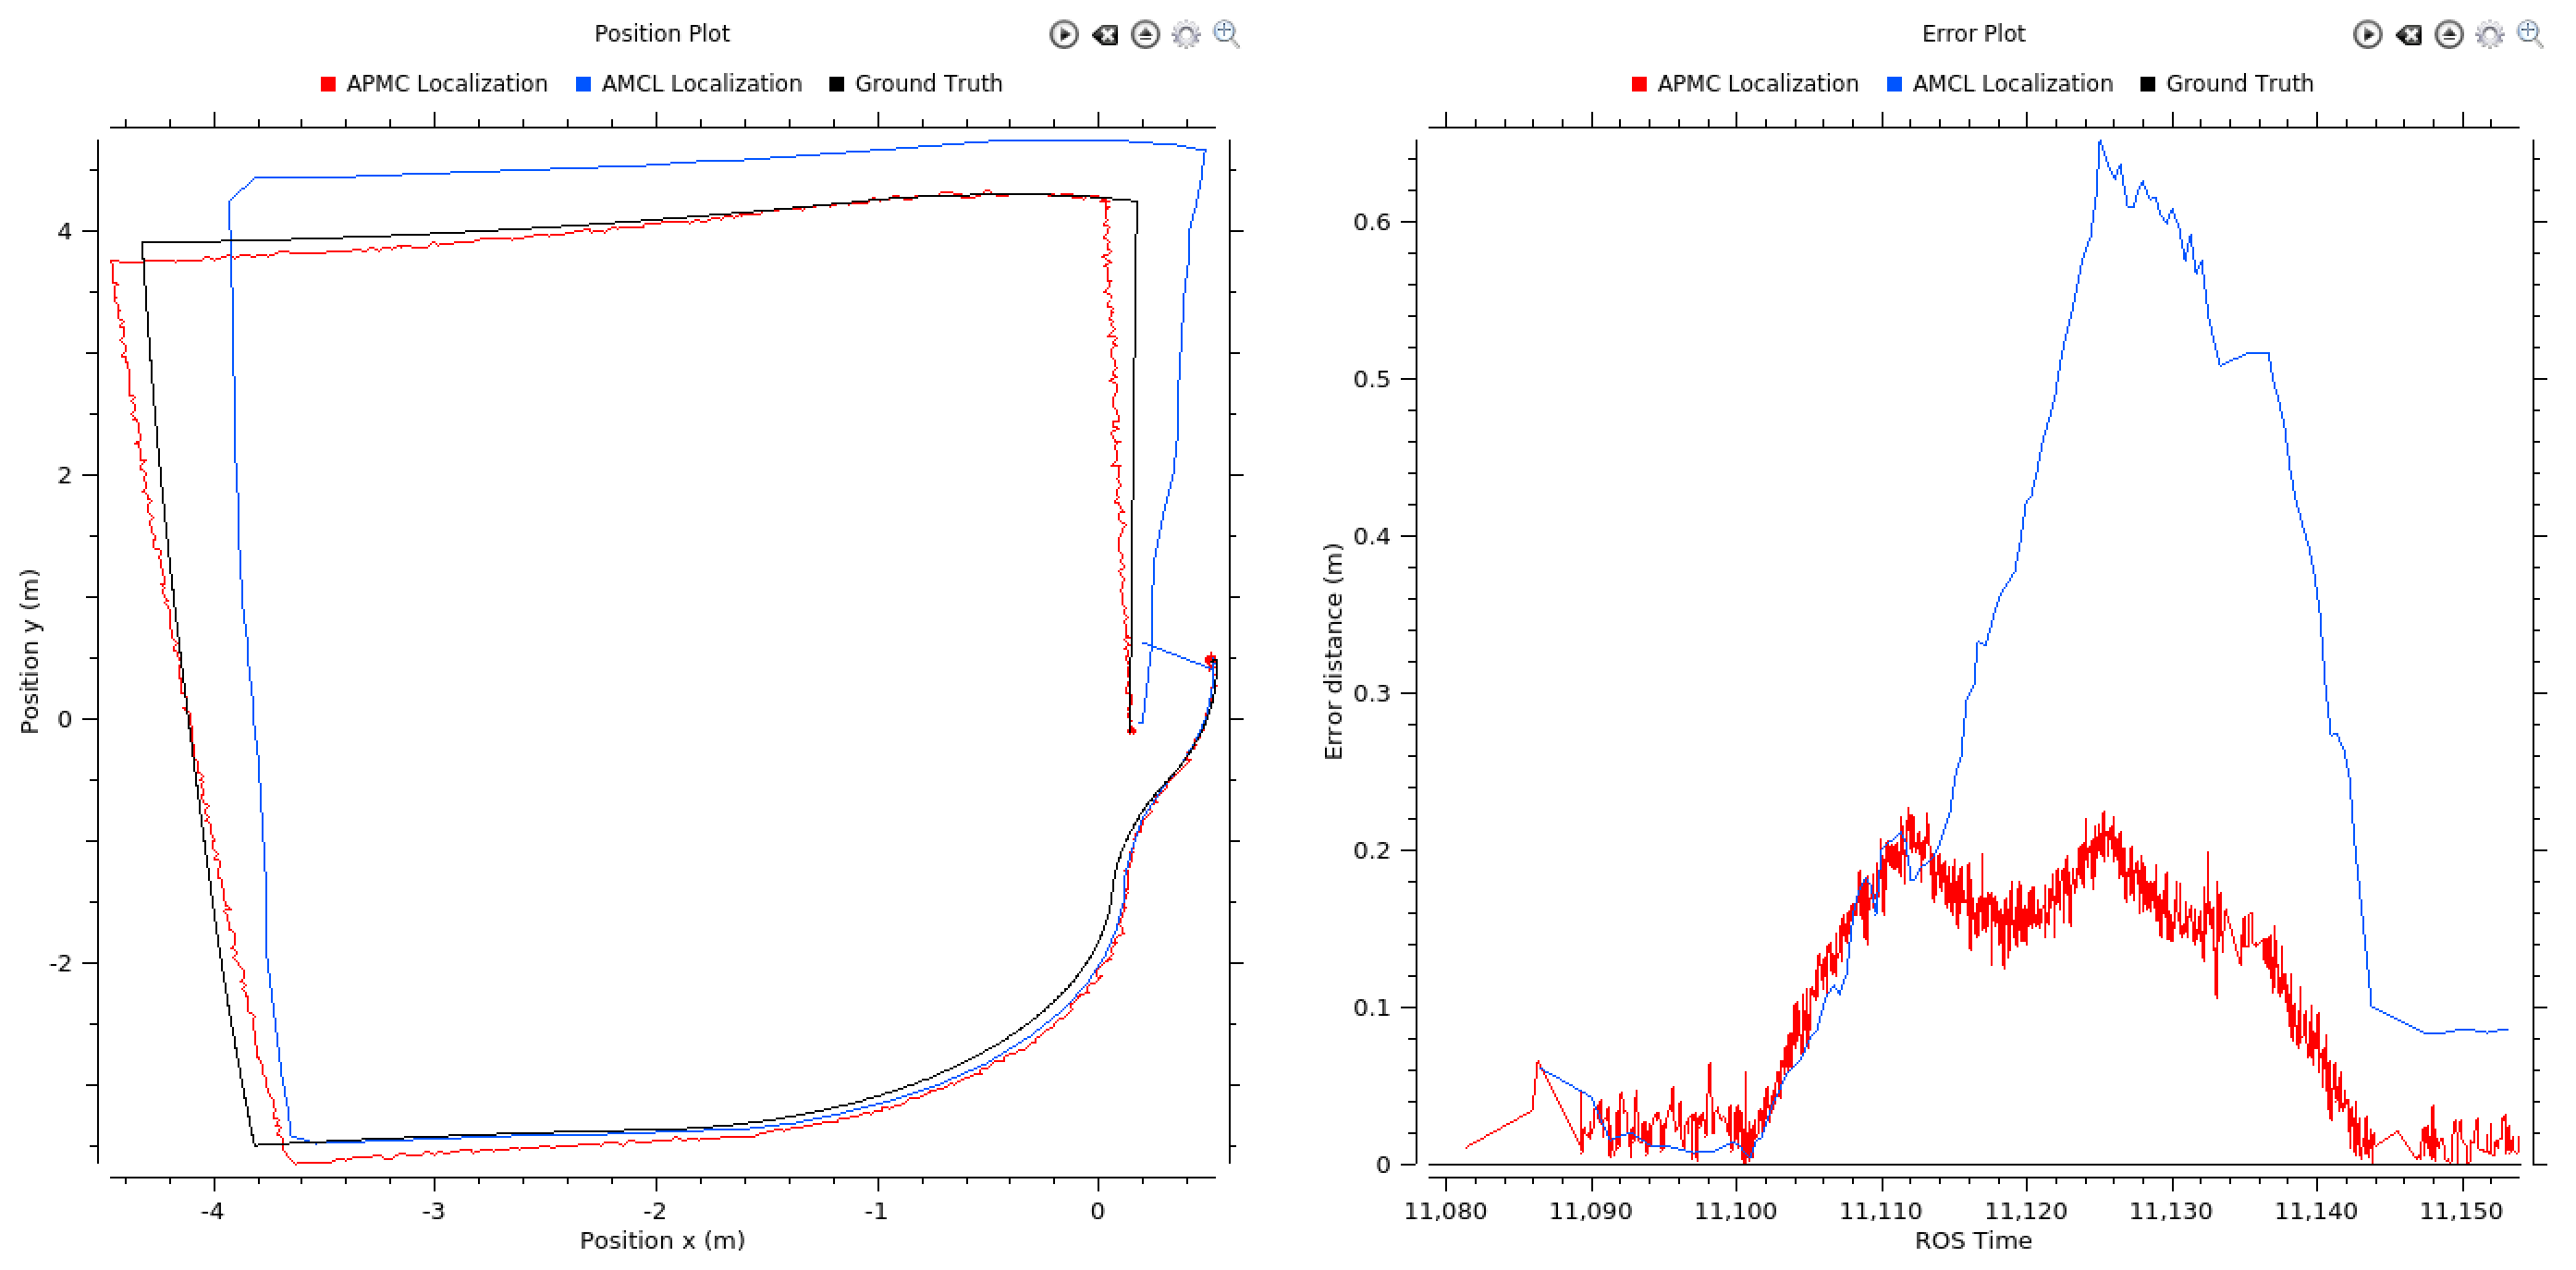 Position Plot
APMC Localization AMCL Localization Ground Truth
4
2
0
-2
Position y (m)
-4 -3 -2 -1 0
Position x (m)
Error Plot
APMC Localization AMCL Localization Ground Truth
0.6
0.5
0.4
0.3
0.2
0.1
0
Error distance (m)
11,080 11,090 11,100 11,110 11,120 11,130 11,140 11,150
ROS Time